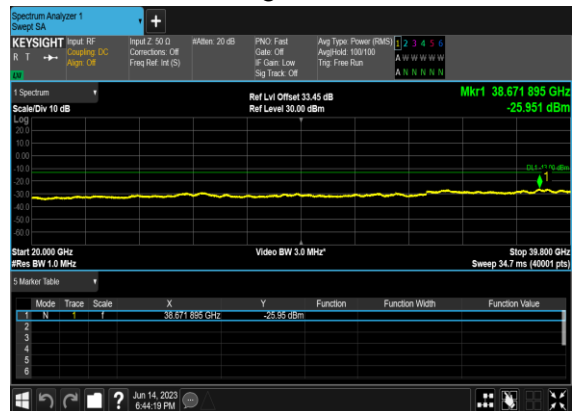 Spectrum Analyzer 1
Swept SA
+
KEYSIGHT Input: RF Input Z: 50 Ω #Atten: 20 dB PNO: Fast Avg Type: Power (RMS) 1 2 3 4 5 6
R T Coupling: DC Corrections: Off Gate: Off Avg|Hold: 100/100 A W W W W W
Align: Off Freq Ref: Int (S) IF Gain: Low Trig: Free Run
LW Sig Track: Off A N N N N N
1 Spectrum Ref Lvl Offset 33.45 dB Mkr1 38.671 895 GHz
Scale/Div 10 dB Ref Level 30.00 dBm -25.951 dBm
Log
20.0
10.0
0.00
-10.0 DL1 -13.00 dBm
1
-20.0
-30.0
-40.0
-50.0
-60.0
Start 20.000 GHz Video BW 3.0 MHz* Stop 39.800 GHz
#Res BW 1.0 MHz Sweep 34.7 ms (40001 pts)
5 Marker Table
Mode Trace Scale X Y Function Function Width Function Value
1 N 1 f 38.671 895 GHz -25.95 dBm
2
3
4
5
6
? Jun 14, 2023
6:44:19 PM